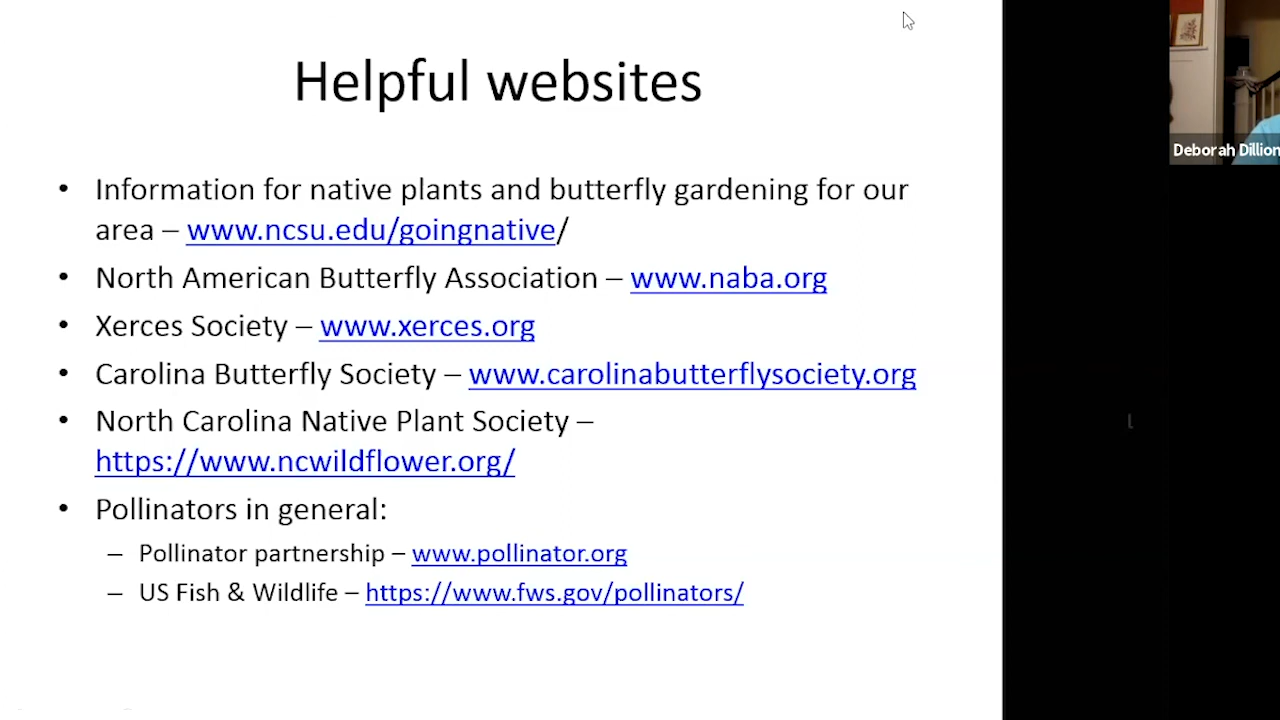 Helpful websites
• Information for native plants and butterfly gardening for our
area – www.ncsu.edu/goingnative/
• North American Butterfly Association – www.naba.org
• Xerces Society – www.xerces.org
• Carolina Butterfly Society – www.carolinabutterflysociety.org
• North Carolina Native Plant Society –
https://www.ncwildflower.org/
• Pollinators in general:
– Pollinator partnership – www.pollinator.org
– US Fish & Wildlife – https://www.fws.gov/pollinators/
Deborah Dillion